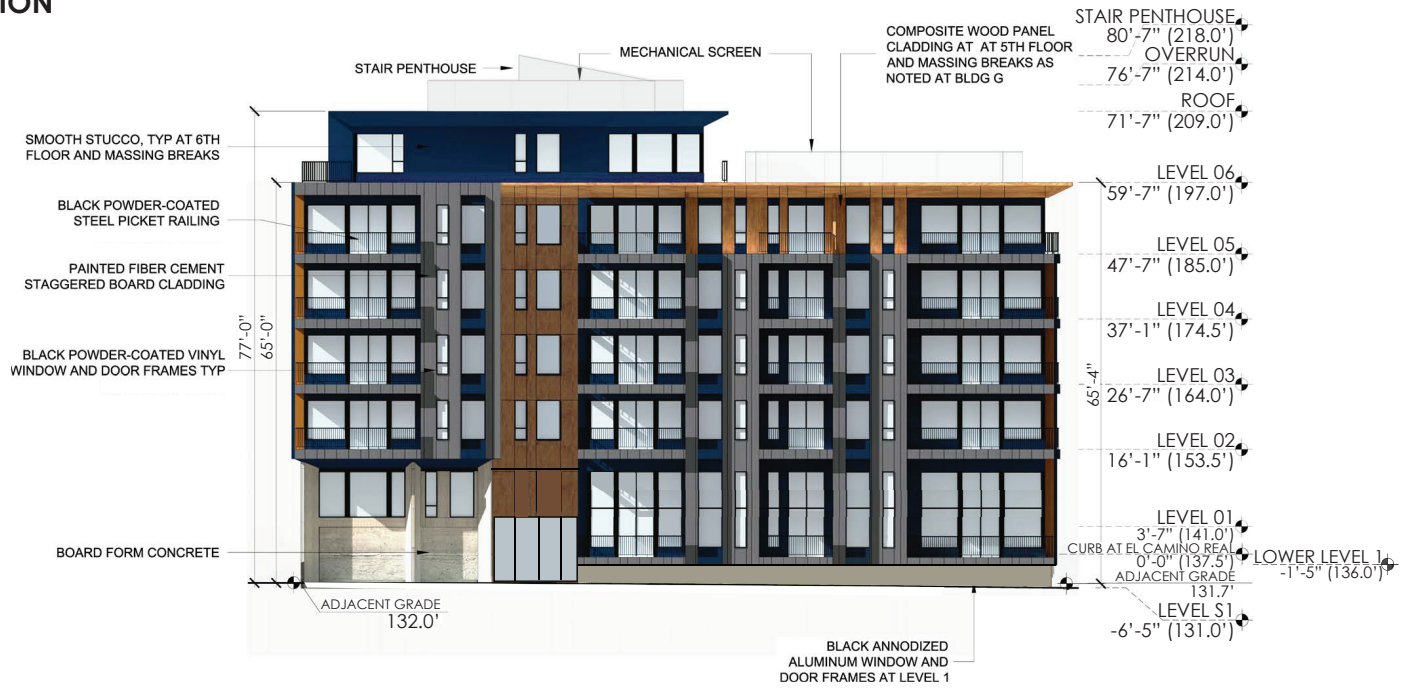 ION
STAIR PENTHOUSE
MECHANICAL SCREEN
COMPOSITE WOOD PANEL
CLADDING AT AT 5TH FLOOR
AND MASSING BREAKS AS
NOTED AT BLDG G
SMOOTH STUCCO, TYP AT 6TH
FLOOR AND MASSING BREAKS
BLACK POWDER-COATED
STEEL PICKET RAILING
PAINTED FIBER CEMENT
STAGGERED BOARD CLADDING
BLACK POWDER-COATED VINYL
WINDOW AND DOOR FRAMES TYP
BOARD FORM CONCRETE
77'-0"
65'-0"
ADJACENT GRADE
132.0'
BLACK ANNODIZED
ALUMINUM WINDOW AND
DOOR FRAMES AT LEVEL 1
65'-4"
STAIR PENTHOUSE
80'-7" (218.0')
OVERRUN
76'-7" (214.0')
ROOF
71'-7" (209.0')
LEVEL 06
59'-7" (197.0')
LEVEL 05
47'-7" (185.0')
LEVEL 04
37'-1" (174.5')
LEVEL 03
26'-7" (164.0')
LEVEL 02
16'-1" (153.5')
LEVEL 01
3'-7" (141.0')
CURB AT EL CAMINO REAL
0'-0" (137.5')
LOWER LEVEL 1
-1'-5" (136.0')
ADJACENT GRADE
131.7'
LEVEL S1
-6'-5" (131.0')